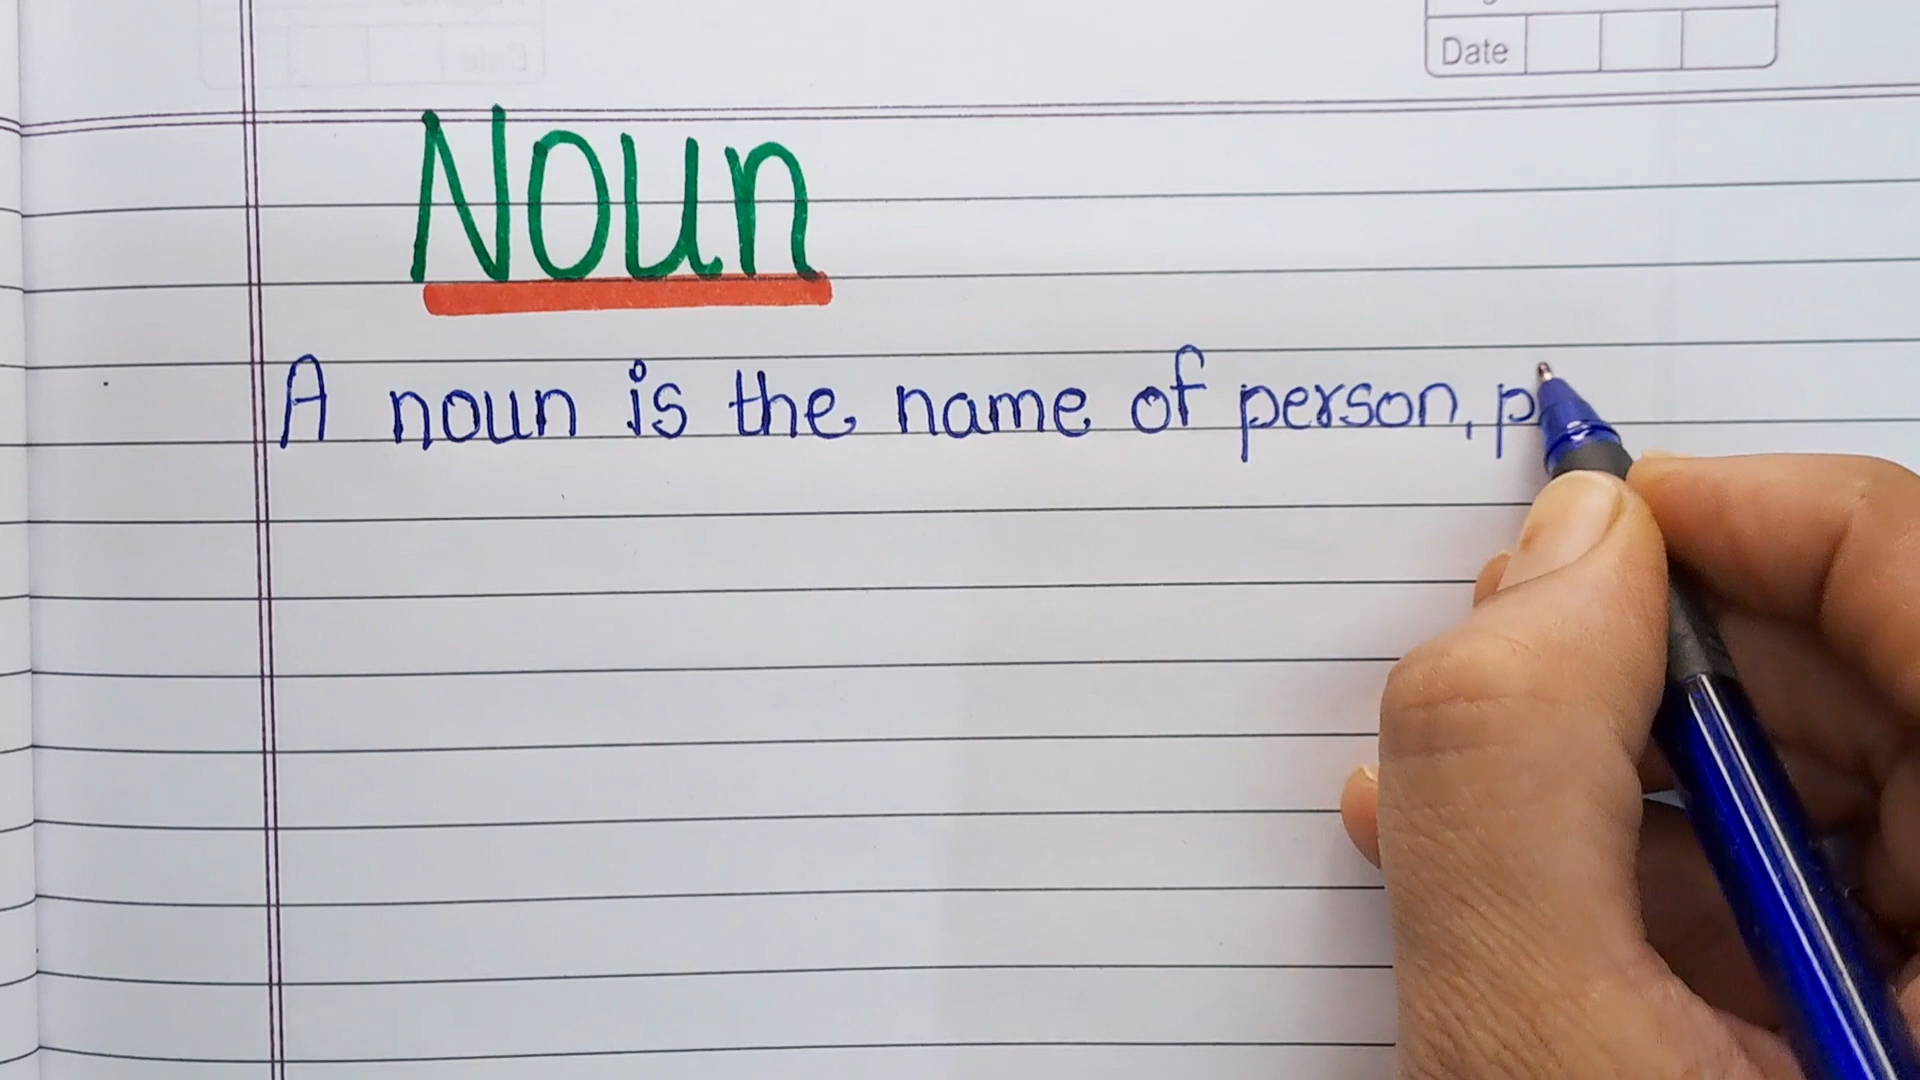 Date
Noun
A noun is the name of person, p